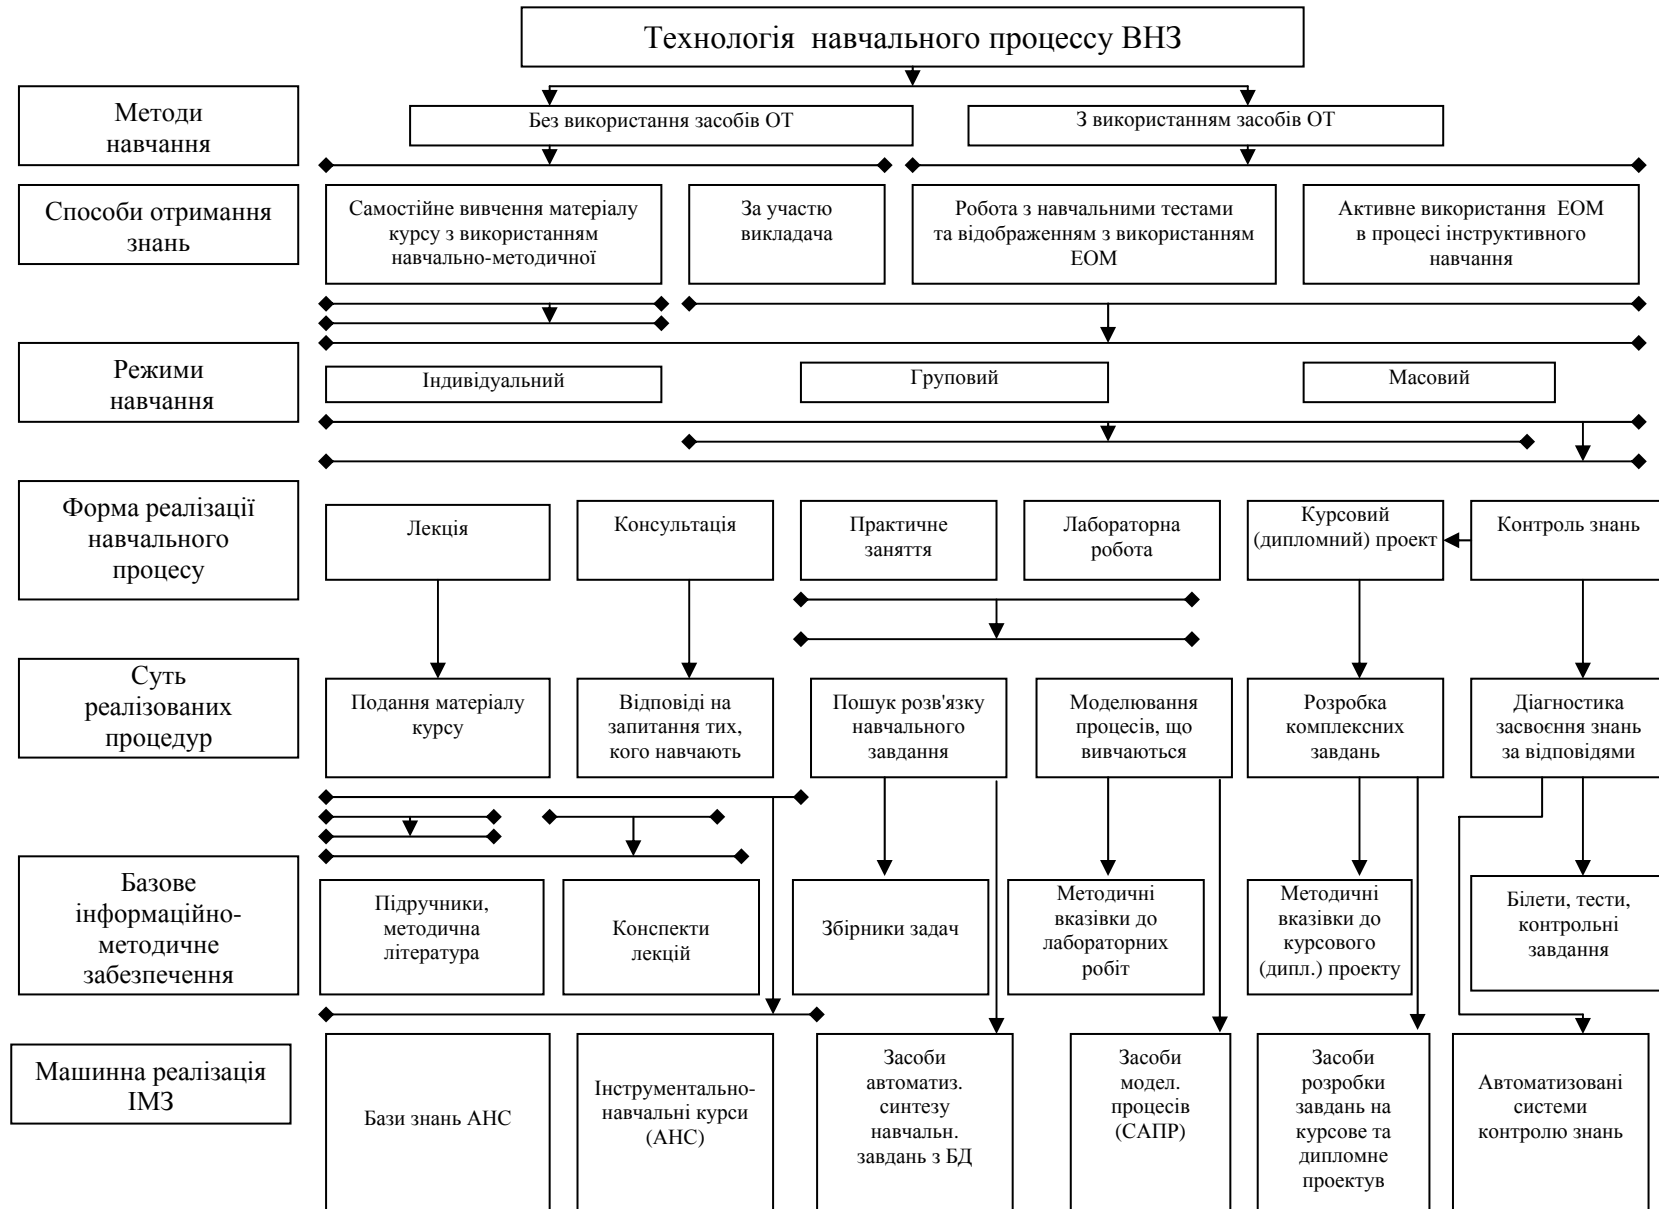 Технологія навчального процессу ВНЗ
Методи
навчання
Без використання засобів ОТ
З використанням засобів ОТ
Способи отримання
знань
Самостійне вивчення матеріалу
курсу з використанням
навчально-методичної
За участю
викладача
Робота з навчальними тестами
та відображенням з використанням
ЕОМ
Активне використання ЕОМ
в процесі інструктивного
навчання
Режими
навчання
Індивідуальний
Груповий
Масовий
Форма реалізації
навчального
процесу
Лекція
Консультація
Практичне
заняття
Лабораторна
робота
Курсовий
(дипломний) проект
Контроль знань
Суть
реалізованих
процедур
Подання матеріалу
курсу
Відповіді на
запитання тих,
кого навчають
Пошук розв'язку
навчального
завдання
Моделювання
процесів, що
вивчаються
Розробка
комплексних
завдань
Діагностика
засвоєння знань
за відповідями
Базове
інформаційно-
методичне
забезпечення
Підручники,
методична
література
Конспекти
лекцій
Збірники задач
Методичні
вказівки до
лабораторних
робіт
Методичні
вказівки до
курсового
(дипл.) проекту
Білети, тести,
контрольні
завдання
Машинна реалізація
ІМЗ
Бази знань АНС
Інструментально-
навчальні курси
(АНС)
Засоби
автоматиз.
синтезу
навчальн.
завдань з БД
Засоби
модел.
процесів
(САПР)
Засоби
розробки
завдань на
курсове та
дипломне
проектув
Автоматизовані
системи
контролю знань